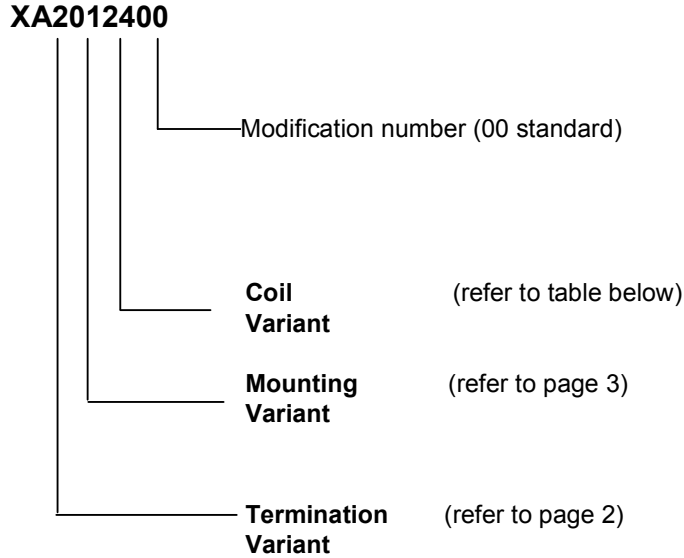 XA2012400
Modification number (00 standard)
Coil (refer to table below)
Variant
Mounting (refer to page 3)
Variant
Termination (refer to page 2)
Variant